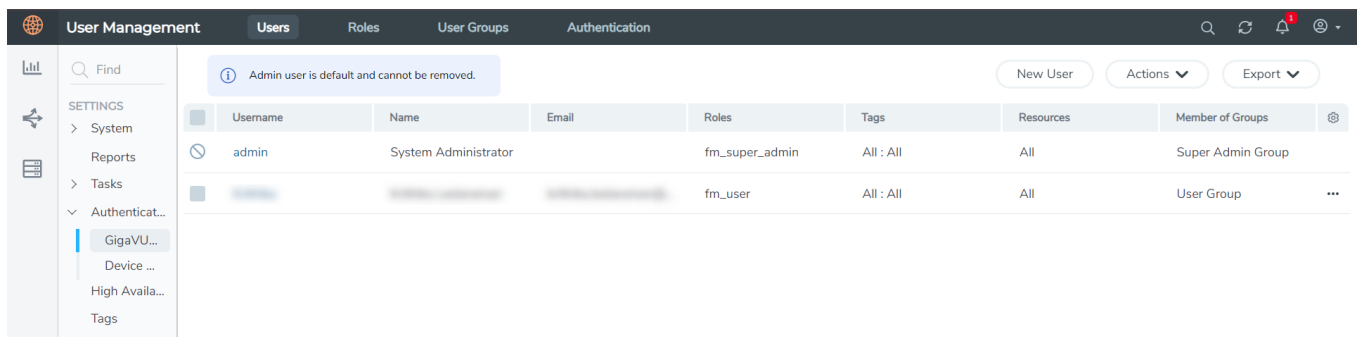 User Management Users Roles User Groups Authentication 1
Find
Admin user is default and cannot be removed.
New User Actions Export
SETTINGS
System
Reports
Tasks
Authenticat...
GigaVU...
Device ...
High Availa...
Tags
Username Name Email Roles Tags Resources Member of Groups
admin System Administrator fm_super_admin All : All All Super Admin Group
fm_user All : All All User Group